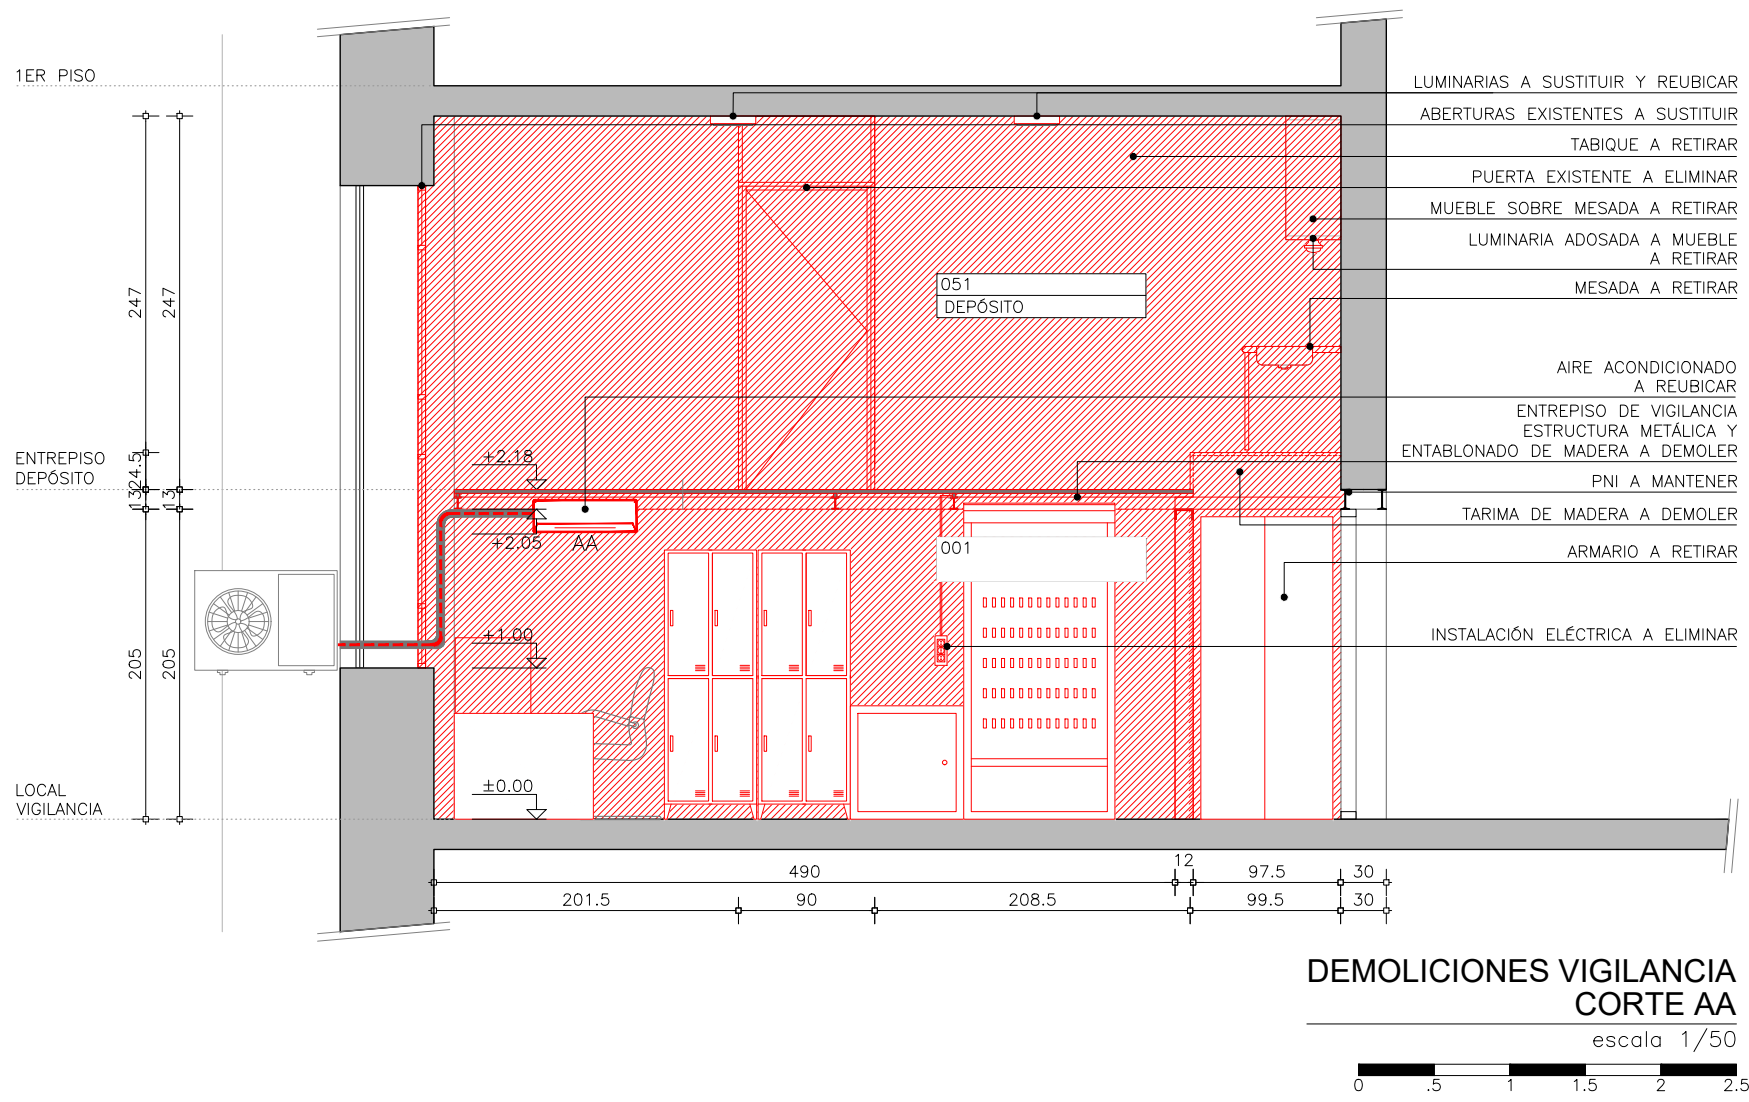 1ER PISO
LUMINARIAS A SUSTITUIR Y REUBICAR
ABERTURAS EXISTENTES A SUSTITUIR
TABIQUE A RETIRAR
PUERTA EXISTENTE A ELIMINAR
MUEBLE SOBRE MESADA A RETIRAR
LUMINARIA ADOSADA A MUEBLE
A RETIRAR
MESADA A RETIRAR
AIRE ACONDICIONADO
A REUBICAR
ENTREPISO DE VIGILANCIA
ESTRUCTURA METÁLICA Y
ENTABLONADO DE MADERA A DEMOLER
PNI A MANTENER
TARIMA DE MADERA A DEMOLER
ARMARIO A RETIRAR
INSTALACIÓN ELÉCTRICA A ELIMINAR
051
DEPÓSITO
247
247
ENTREPISO
DEPÓSITO
24.5
13
13
+2.18
+2.05
AA
001
+1.00
205
205
±0.00
LOCAL
VIGILANCIA
490
12
97.5
30
201.5
90
208.5
99.5
30
DEMOLICIONES VIGILANCIA
CORTE AA
escala 1/50
0 .5 1 1.5 2 2.5